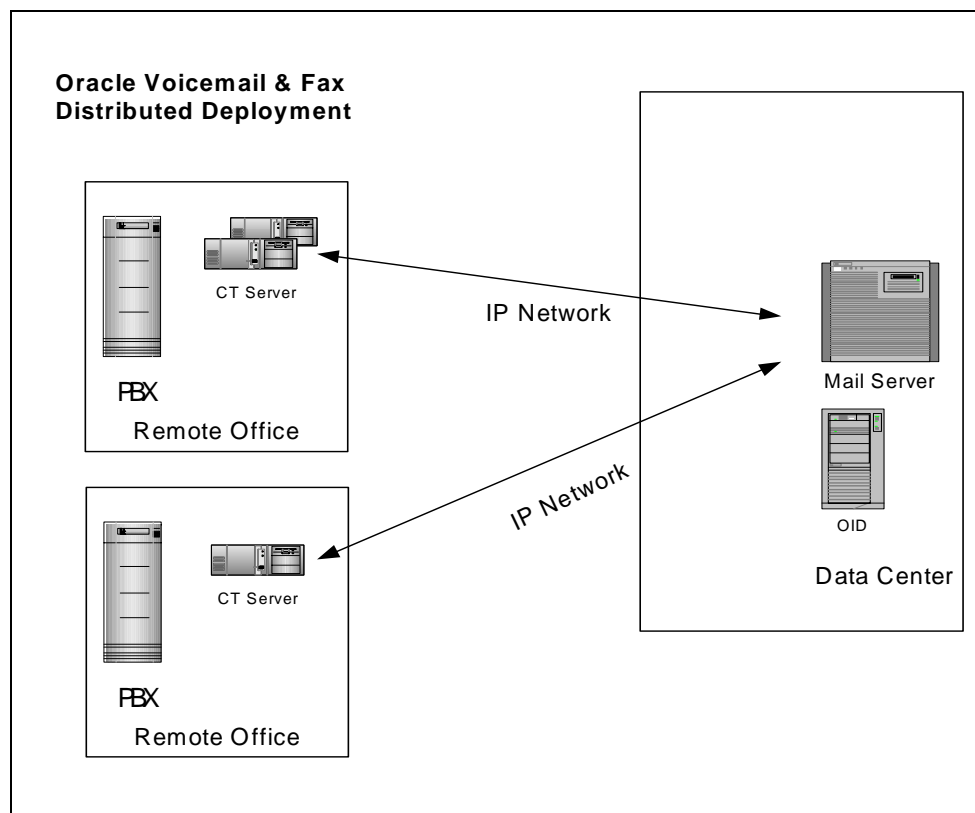 Oracle Voicemail & Fax
Distributed Deployment
CT Server
PBX
Remote Office
IP Network
Mail Server
OID
Data Center
IP Network
CT Server
PBX
Remote Office